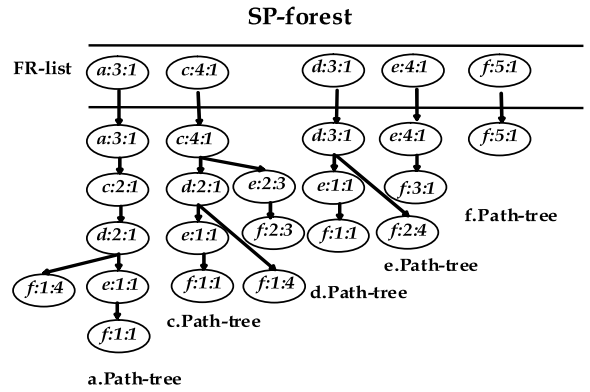 SP-forest
FR-list a:3:1 c:4:1 d:3:1 e:4:1 f:5:1
a:3:1 c:4:1 d:3:1 e:4:1 f:5:1
c:2:1 d:2:1 e:2:3 e:1:1 f:3:1
f.Path-tree
d:2:1 e:1:1 f:2:3 f:1:1 f:2:4
e.Path-tree
f:1:4 e:1:1 f:1:1 f:1:4 d.Path-tree
c.Path-tree
f:1:1
a.Path-tree